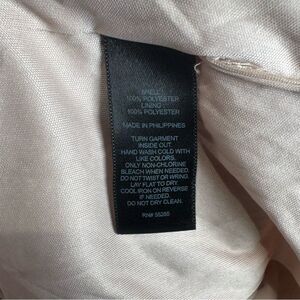 SHELL:
100% POLYESTER
LINING:
100% POLYESTER
MADE IN PHILIPPINES
TURN GARMENT
INSIDE OUT.
HAND WASH COLD WITH
LIKE COLORS.
ONLY NON-CHLORINE
BLEACH WHEN NEEDED.
DO NOT TWIST OR WRING.
LAY FLAT TO DRY.
COOL IRON ON REVERSE
IF NEEDED.
DO NOT DRY CLEAN.
RN# 55285